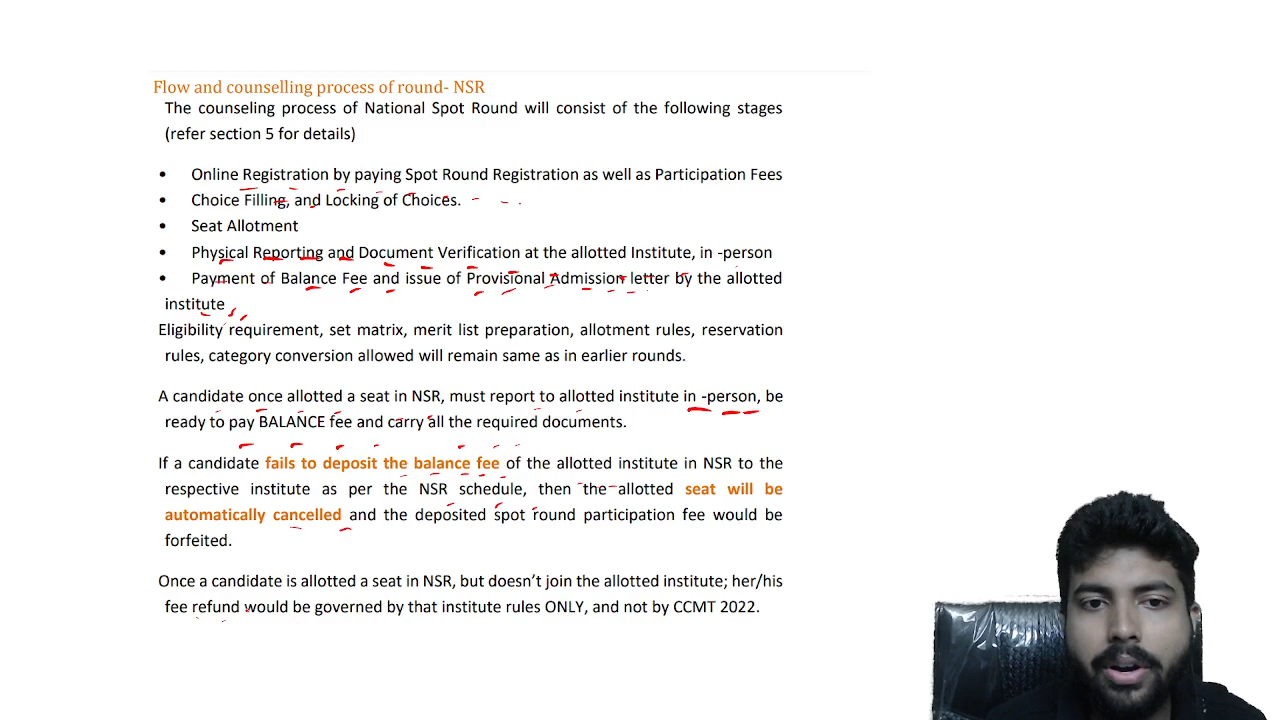 Flow and counselling process of round- NSR
The counseling process of National Spot Round will consist of the following stages
(refer section 5 for details)
• Online Registration by paying Spot Round Registration as well as Participation Fees
• Choice Filling, and Locking of Choices.
• Seat Allotment
• Physical Reporting and Document Verification at the allotted Institute, in -person
• Payment of Balance Fee and issue of Provisional Admission letter by the allotted
institute
Eligibility requirement, set matrix, merit list preparation, allotment rules, reservation
rules, category conversion allowed will remain same as in earlier rounds.
A candidate once allotted a seat in NSR, must report to allotted institute in -person, be
ready to pay BALANCE fee and carry all the required documents.
If a candidate fails to deposit the balance fee of the allotted institute in NSR to the
respective institute as per the NSR schedule, then the allotted seat will be
automatically cancelled and the deposited spot round participation fee would be
forfeited.
Once a candidate is allotted a seat in NSR, but doesn’t join the allotted institute; her/his
fee refund would be governed by that institute rules ONLY, and not by CCMT 2022.